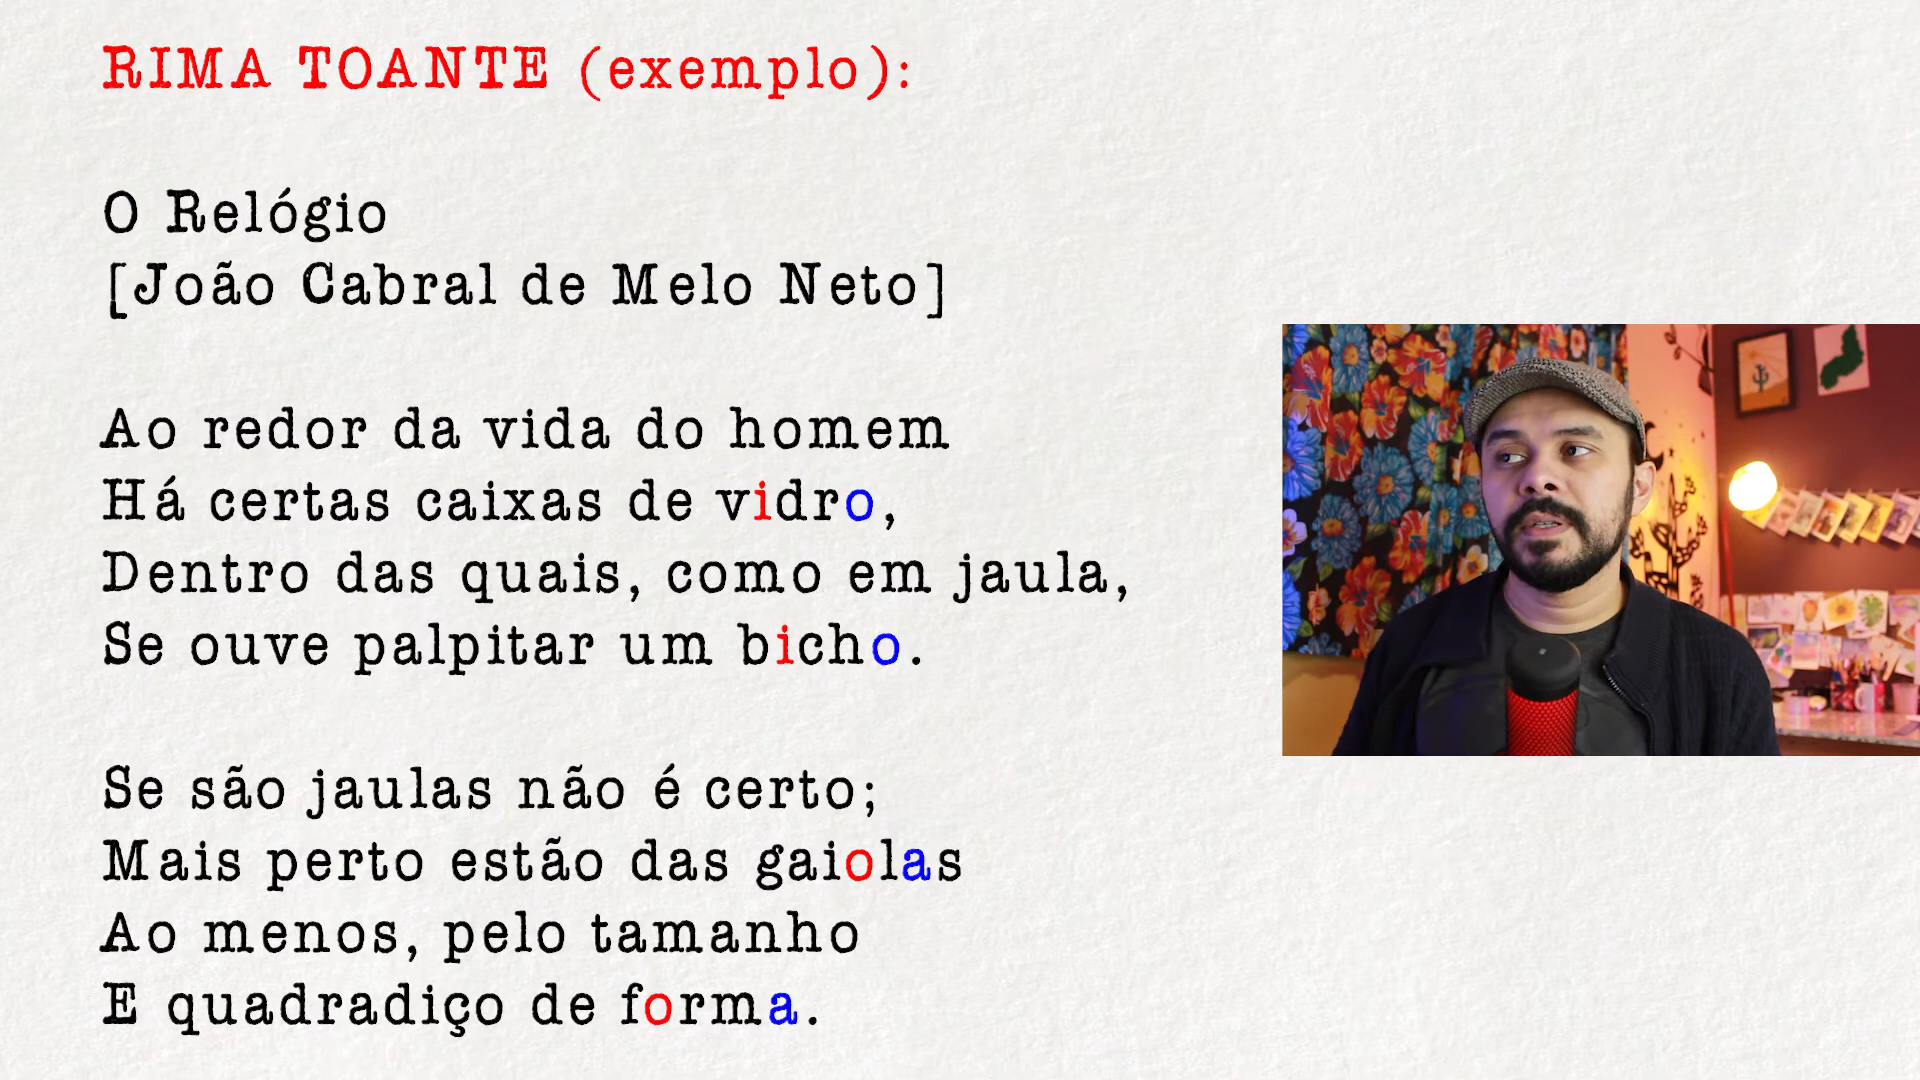 RIMA TOANTE (exemplo):
O Relógio
[João Cabral de Melo Neto]
Ao redor da vida do homem
Há certas caixas de vidro,
Dentro das quais, como em jaula,
Se ouve palpitar um bicho.
Se são jaulas não é certo;
Mais perto estão das gaiolas
Ao menos, pelo tamanho
E quadradiço de forma.